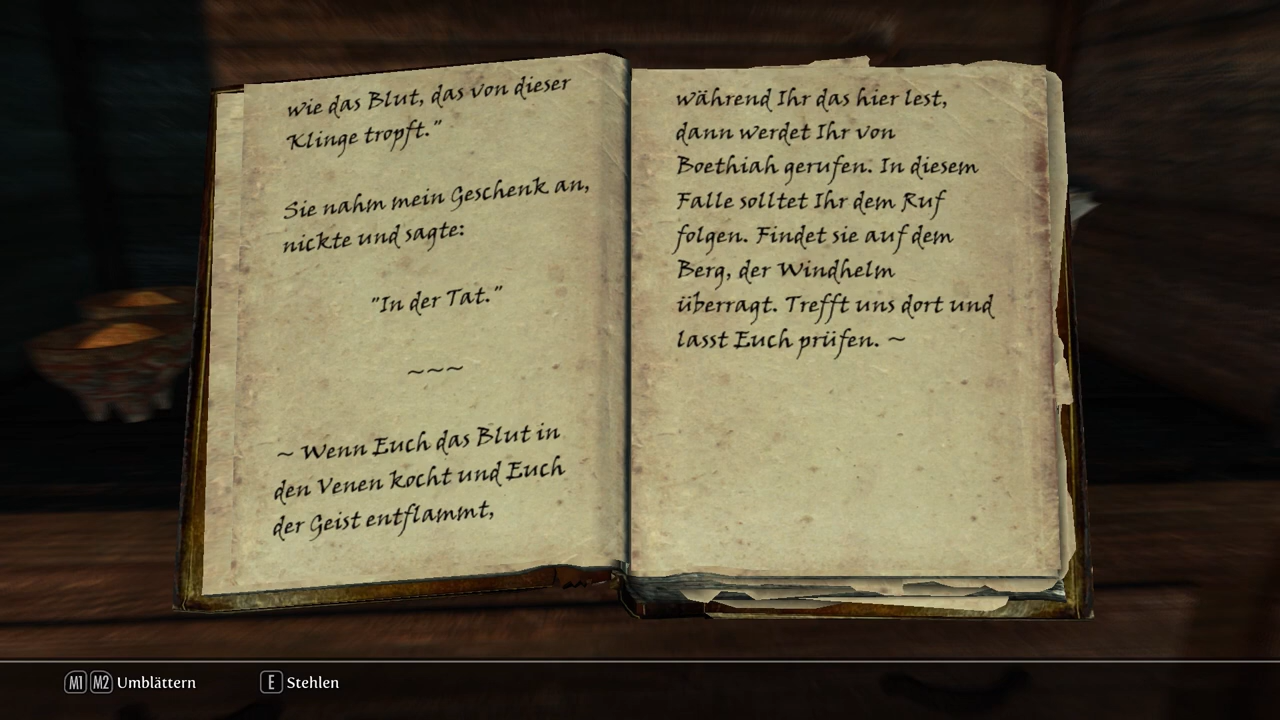 wie das Blut, das von dieser
Klinge tropft."
Sie nahm mein Geschenk an,
nickte und sagte:
"In der Tat."
~~~
~ Wenn Euch das Blut in
den Venen kocht und Euch
der Geist entflammt,
während Ihr das hier lest,
dann werdet Ihr von
Boethiah gerufen. In diesem
Falle solltet Ihr dem Ruf
folgen. Findet sie auf dem
Berg, der Windhelm
überragt. Trefft uns dort und
lasst Euch prüfen. ~
M1 M2 Umblättern
E Stehlen